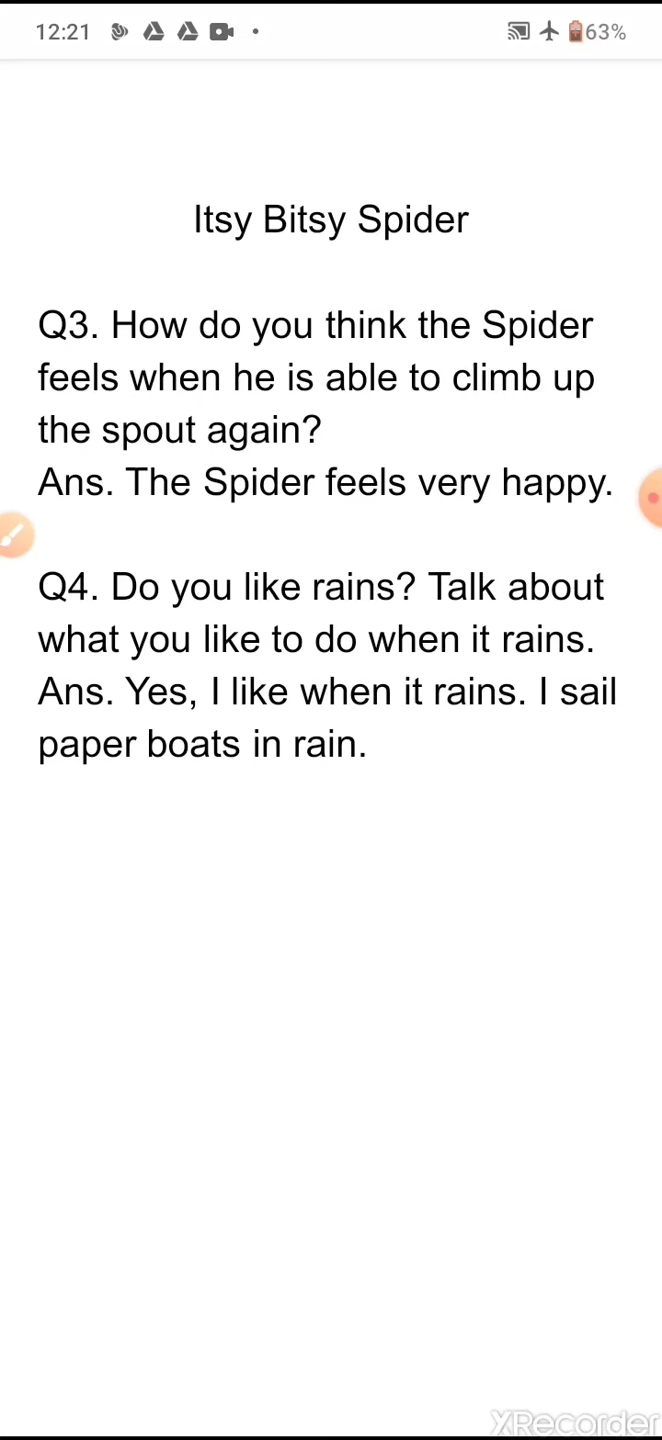 12:21
63%
Itsy Bitsy Spider
Q3. How do you think the Spider
feels when he is able to climb up
the spout again?
Ans. The Spider feels very happy.
Q4. Do you like rains? Talk about
what you like to do when it rains.
Ans. Yes, I like when it rains. I sail
paper boats in rain.
XRecorder